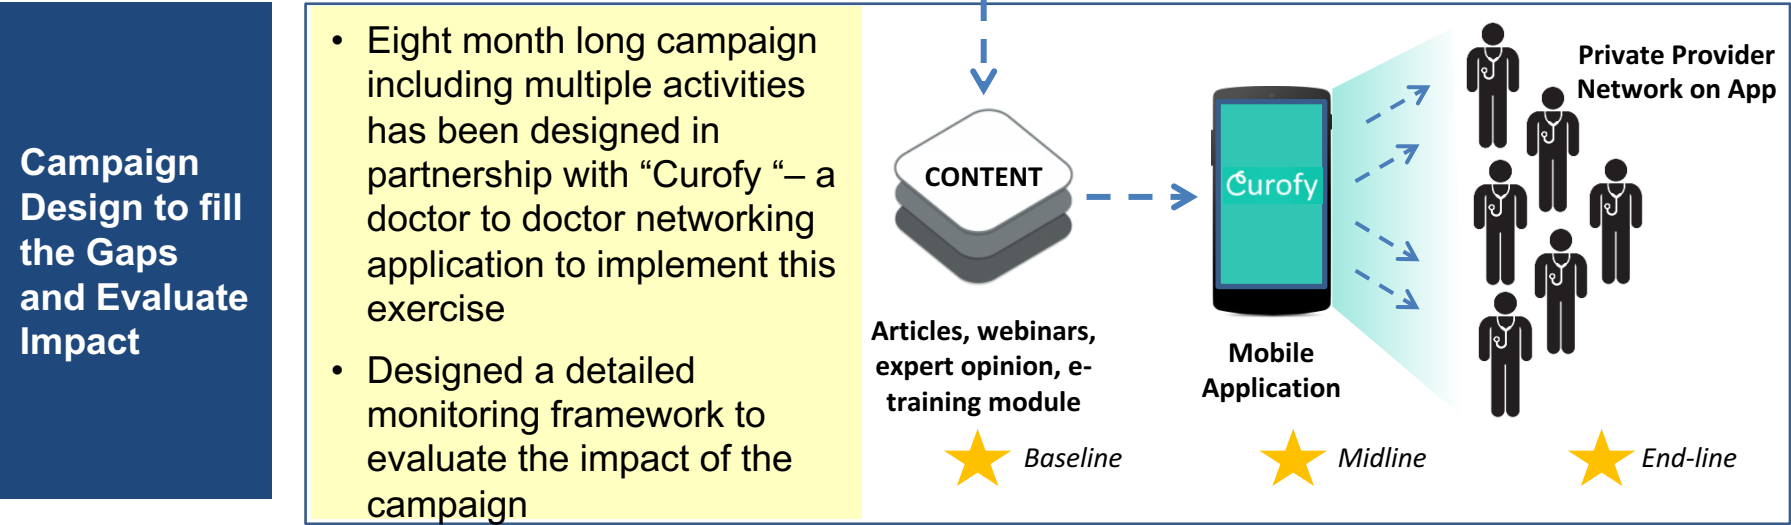 Campaign
Design to fill
the Gaps
and Evaluate
Impact
• Eight month long campaign
including multiple activities
has been designed in
partnership with “Curofy “– a
doctor to doctor networking
application to implement this
exercise
• Designed a detailed
monitoring framework to
evaluate the impact of the
campaign
CONTENT
Articles, webinars,
expert opinion, e-
training module
Curofy
Mobile
Application
Private Provider
Network on App
Baseline
Midline
End-line